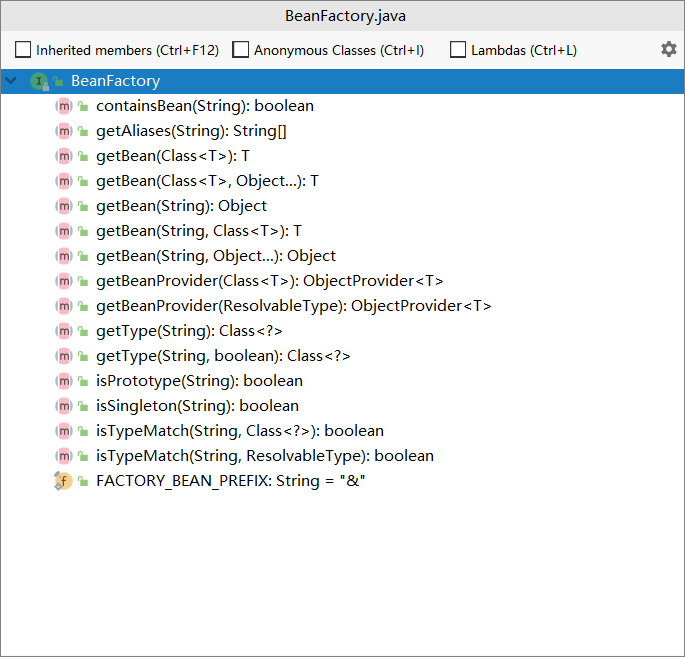 BeanFactory.java
Inherited members (Ctrl+F12) Anonymous Classes (Ctrl+I) Lambdas (Ctrl+L)
I BeanFactory
m containsBean(String): boolean
m getAliases(String): String[]
m getBean(Class<T>): T
m getBean(Class<T>, Object...): T
m getBean(String): Object
m getBean(String, Class<T>): T
m getBean(String, Object...): Object
m getBeanProvider(Class<T>): ObjectProvider<T>
m getBeanProvider(ResolvableType): ObjectProvider<T>
m getType(String): Class<?>
m getType(String, boolean): Class<?>
m isPrototype(String): boolean
m isSingleton(String): boolean
m isTypeMatch(String, Class<?>): boolean
m isTypeMatch(String, ResolvableType): boolean
f FACTORY_BEAN_PREFIX: String = "&"